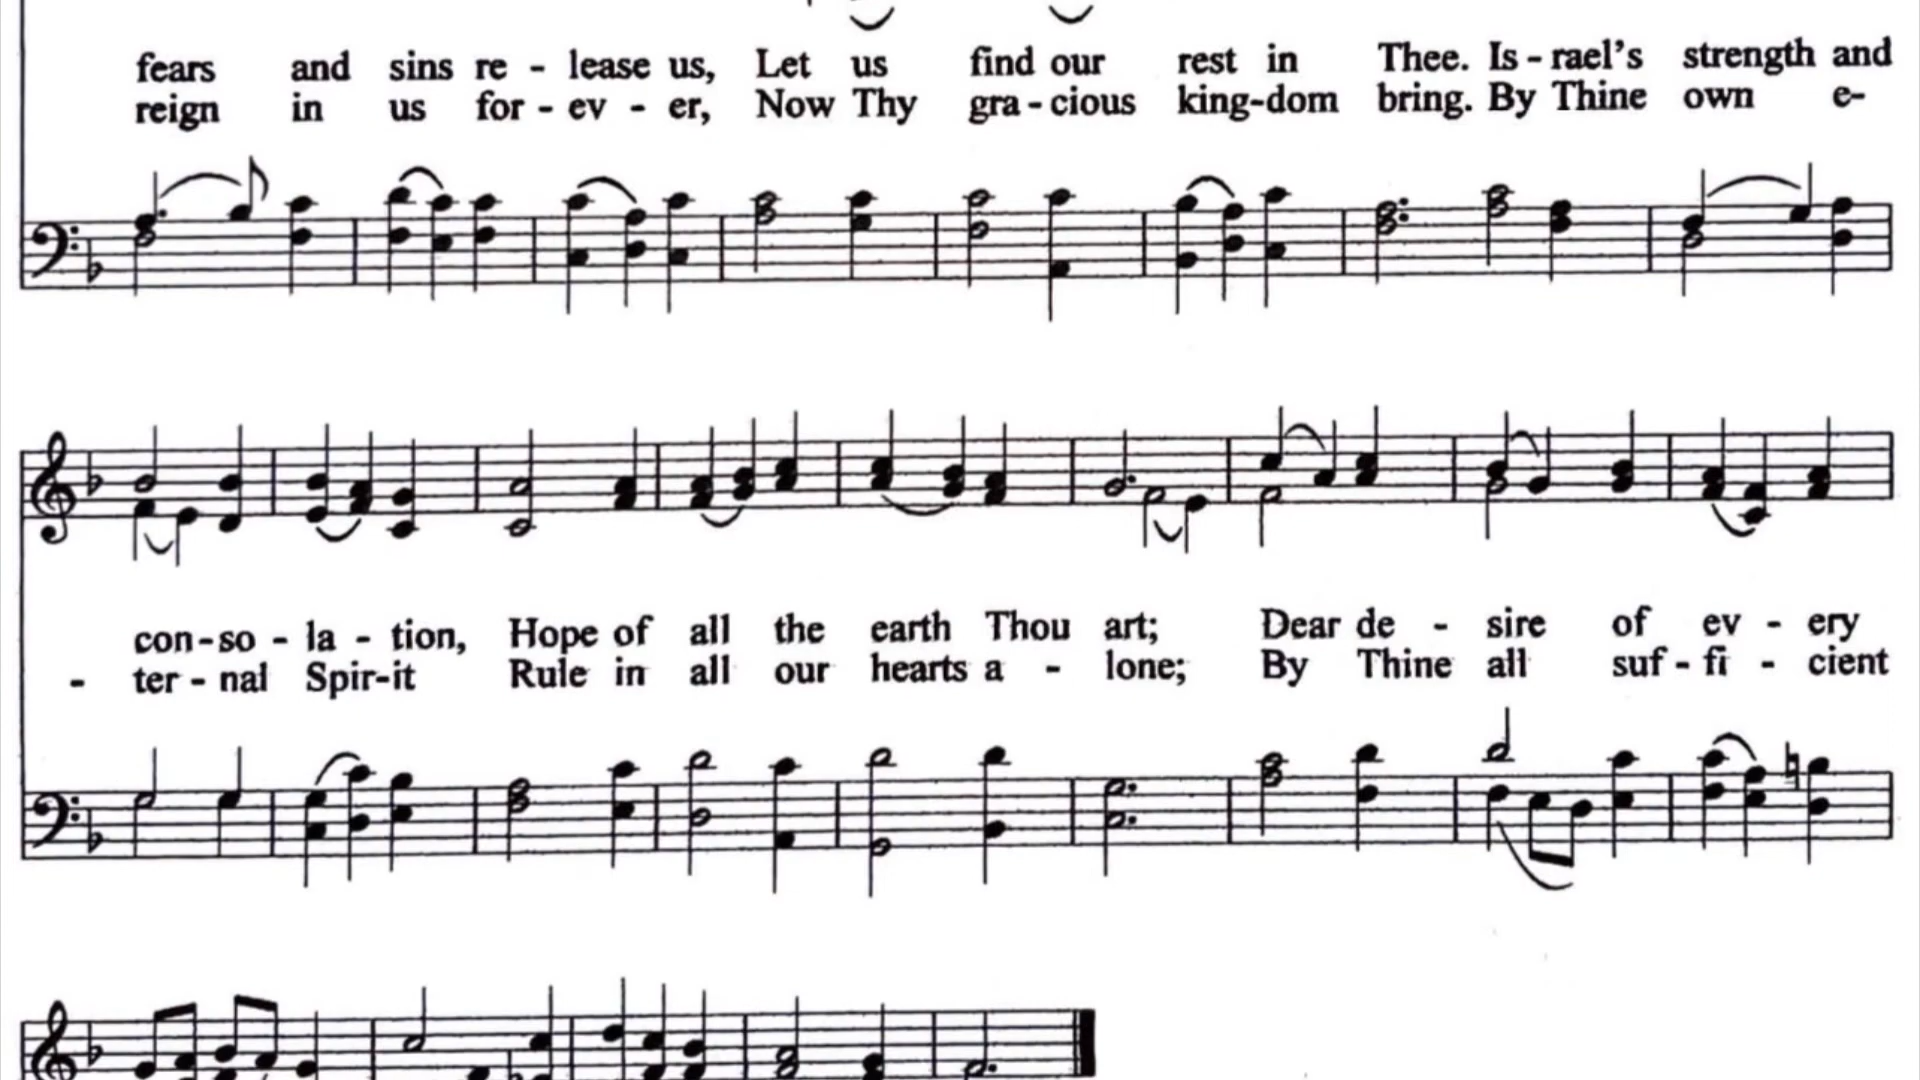 fears and sins re - lease us, Let us find our rest in Thee. Is - rael's strength and
reign in us for - ev - er, Now Thy gra - cious king-dom bring. By Thine own e-
con - so - la - tion, Hope of all the earth Thou art; Dear de - sire of ev - ery
- ter - nal Spir-it Rule in all our hearts a - lone; By Thine all suf - fi - cient